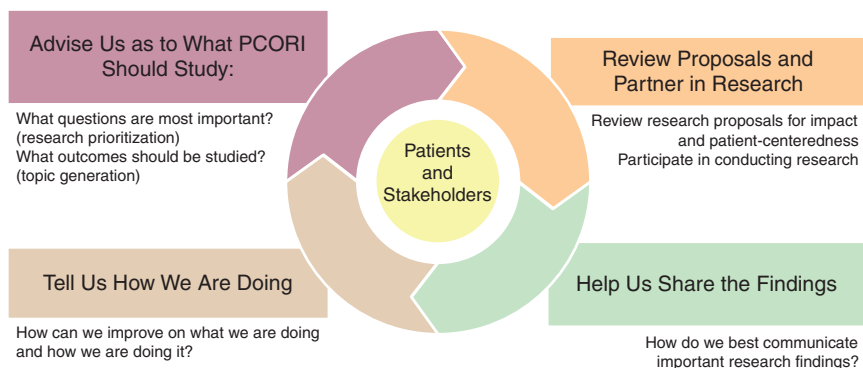 Advise Us as to What PCORI
Should Study:
What questions are most important?
(research prioritization)
What outcomes should be studied?
(topic generation)
Review Proposals and
Partner in Research
Review research proposals for impact
and patient-centeredness
Participate in conducting research
Patients
and
Stakeholders
Tell Us How We Are Doing
How can we improve on what we are doing
and how we are doing it?
Help Us Share the Findings
How do we best communicate
important research findings?